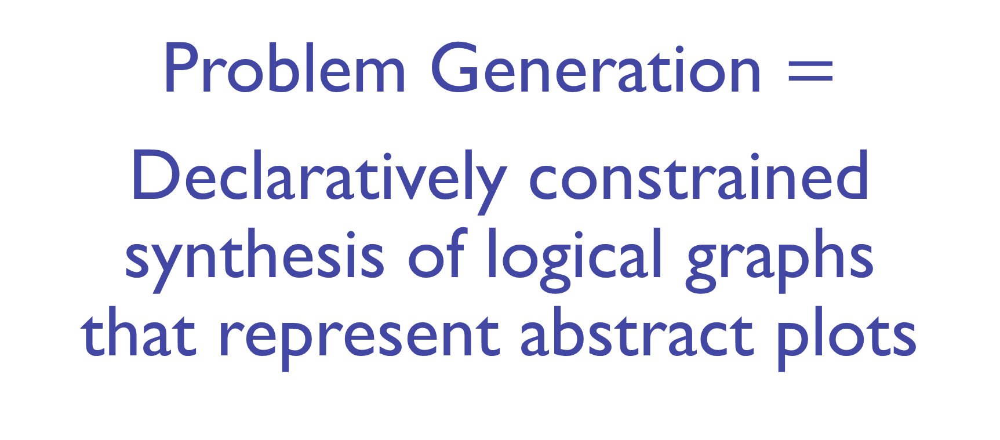 Problem Generation =
Declaratively constrained
synthesis of logical graphs
that represent abstract plots